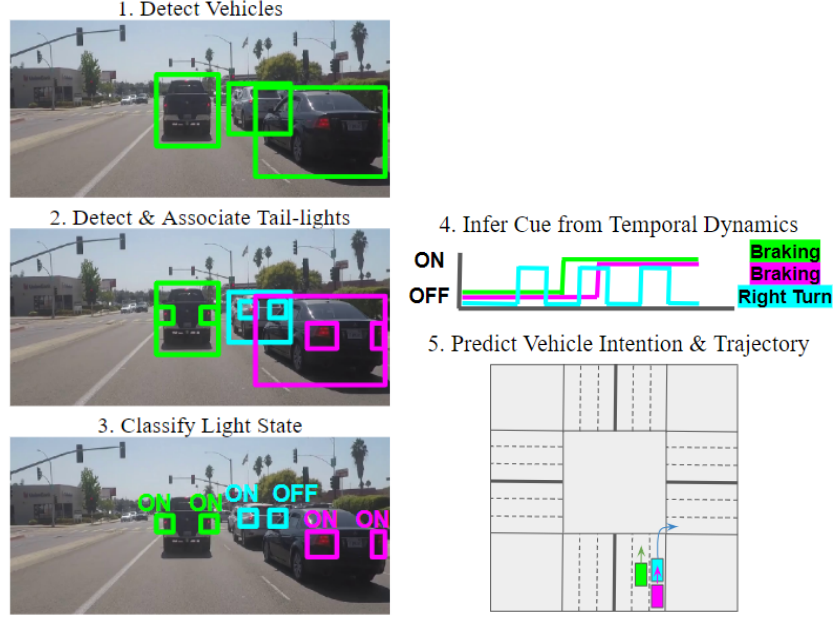 1. Detect Vehicles
2. Detect & Associate Tail-lights
3. Classify Light State
ON ON ON OFF
ON ON
4. Infer Cue from Temporal Dynamics
ON
OFF
Braking
Braking
Right Turn
5. Predict Vehicle Intention & Trajectory